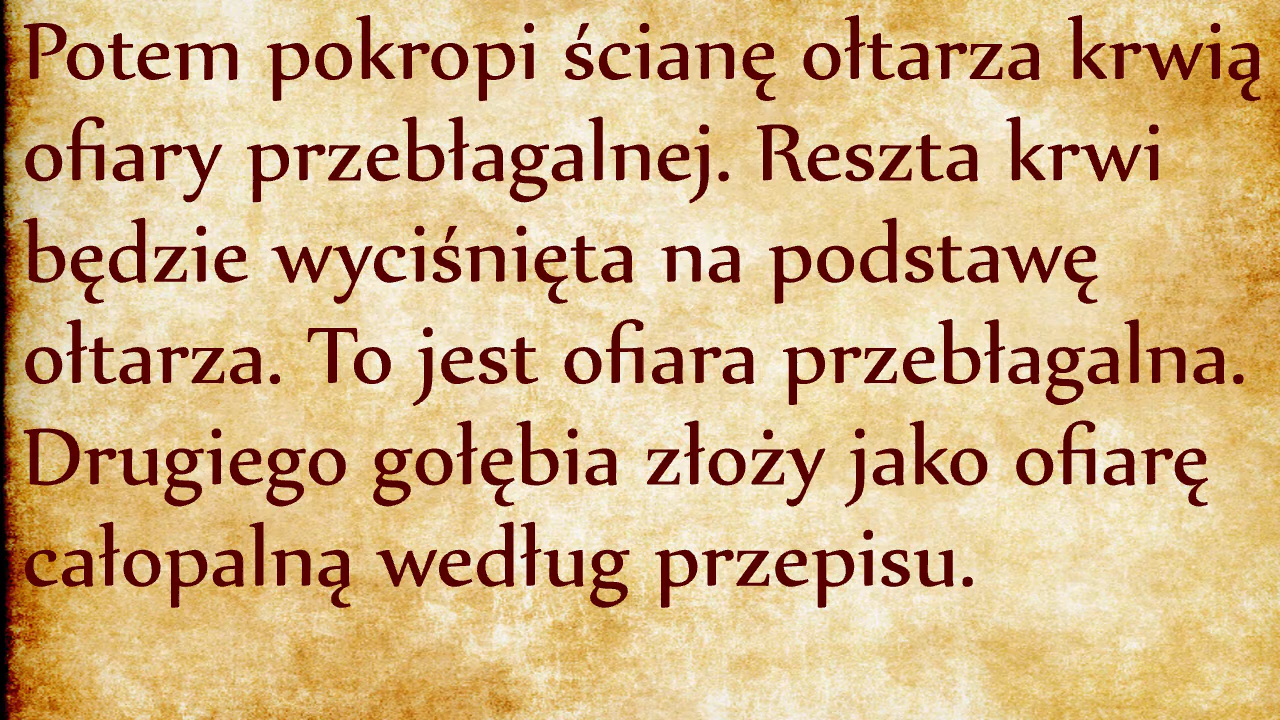 Potem pokropi ścianę ołtarza krwią
ofiary przebłagalnej. Reszta krwi
będzie wyciśnięta na podstawę
ołtarza. To jest ofiara przebłagalna.
Drugiego gołębia złoży jako ofiarę
całopalną według przepisu.